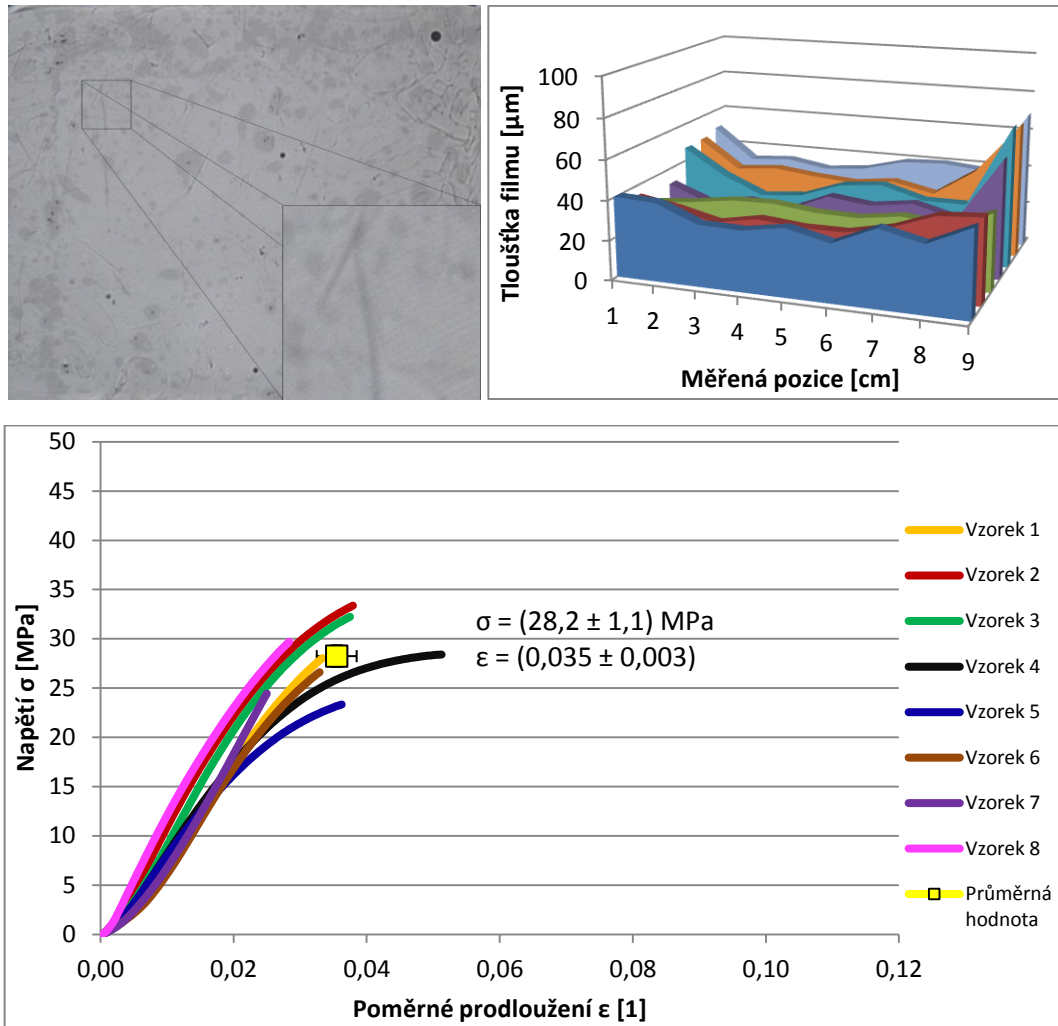 Tloušťka filmu [µm]
100
80
60
40
20
0
1 2 3 4 5 6 7 8 9
Měřená pozice [cm]
Napětí σ [MPa]
50
45
40
35
30
25
20
15
10
5
0
σ = (28,2 ± 1,1) MPa
ε = (0,035 ± 0,003)
0,00 0,02 0,04 0,06 0,08 0,10 0,12
Poměrné prodloužení ε [1]
Vzorek 1
Vzorek 2
Vzorek 3
Vzorek 4
Vzorek 5
Vzorek 6
Vzorek 7
Vzorek 8
Průměrná
hodnota